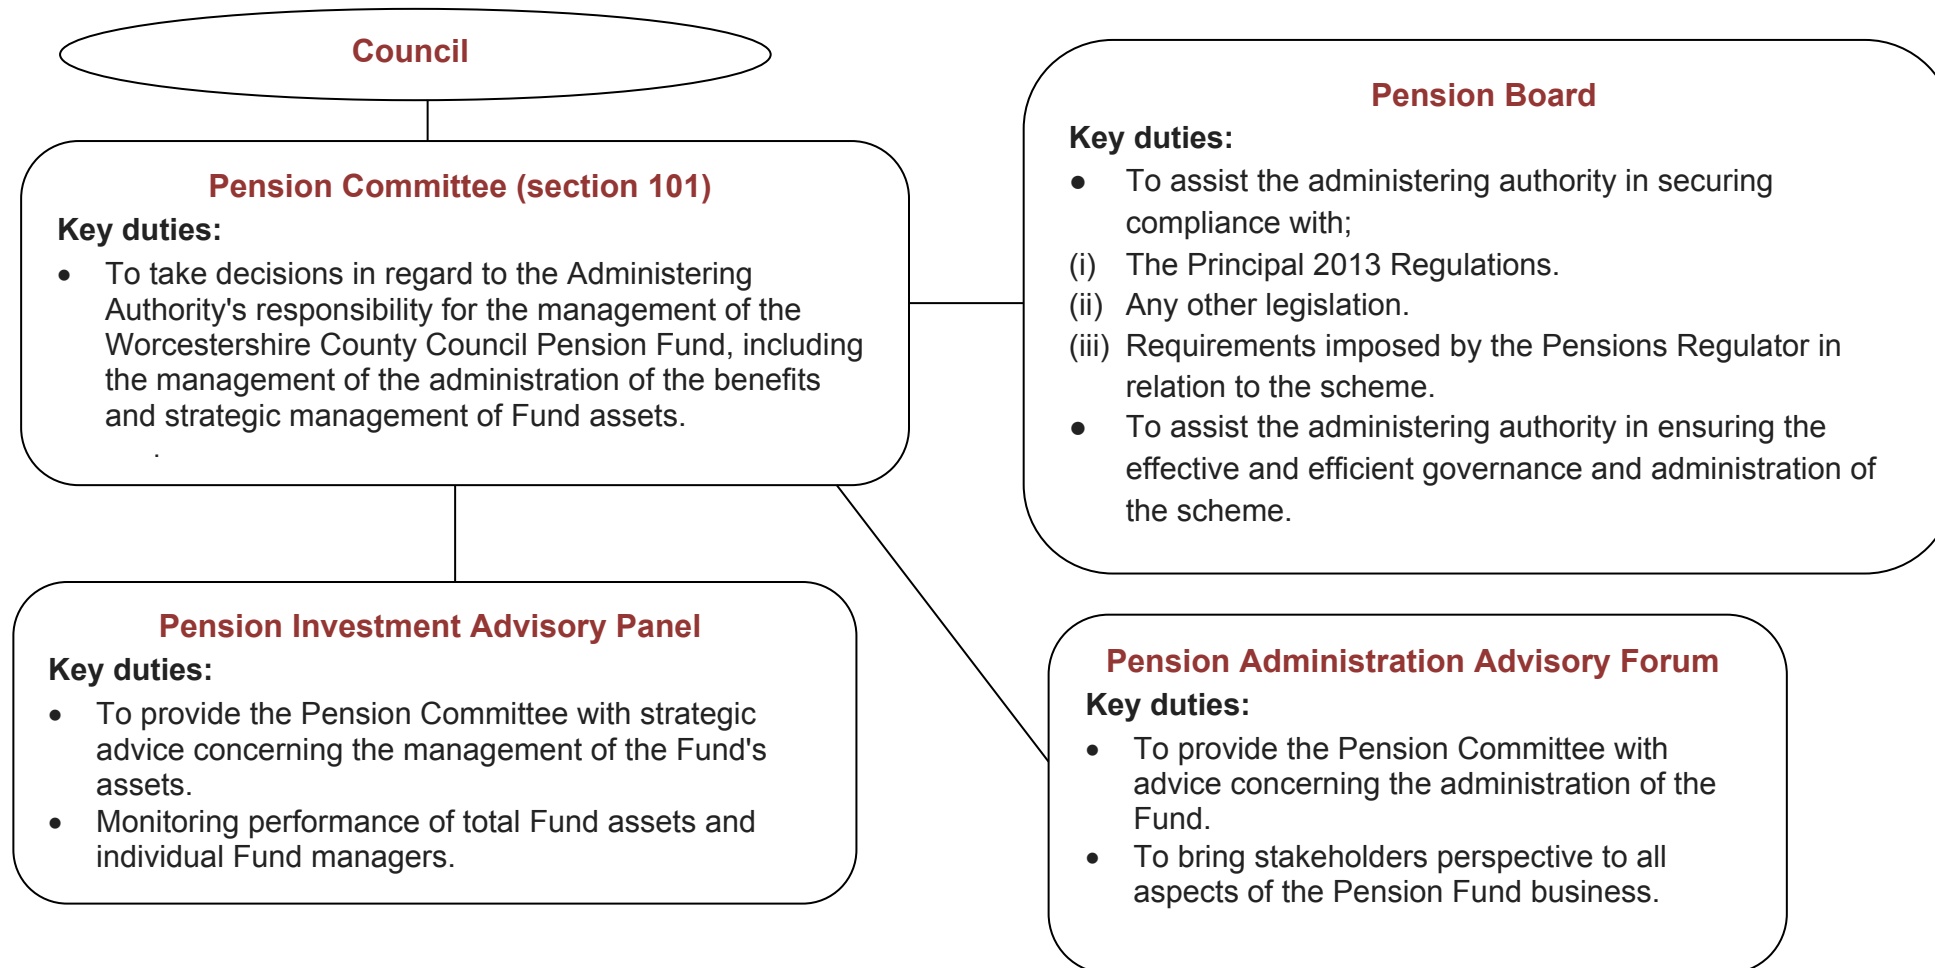 Council
Pension Committee (section 101)
Key duties:
• To take decisions in regard to the Administering
Authority's responsibility for the management of the
Worcestershire County Council Pension Fund, including
the management of the administration of the benefits
and strategic management of Fund assets.
.
Pension Board
Key duties:
● To assist the administering authority in securing
compliance with;
(i) The Principal 2013 Regulations.
(ii) Any other legislation.
(iii) Requirements imposed by the Pensions Regulator in
relation to the scheme.
● To assist the administering authority in ensuring the
effective and efficient governance and administration of
the scheme.
Pension Investment Advisory Panel
Key duties:
• To provide the Pension Committee with strategic
advice concerning the management of the Fund's
assets.
• Monitoring performance of total Fund assets and
individual Fund managers.
Pension Administration Advisory Forum
Key duties:
• To provide the Pension Committee with
advice concerning the administration of the
Fund.
• To bring stakeholders perspective to all
aspects of the Pension Fund business.